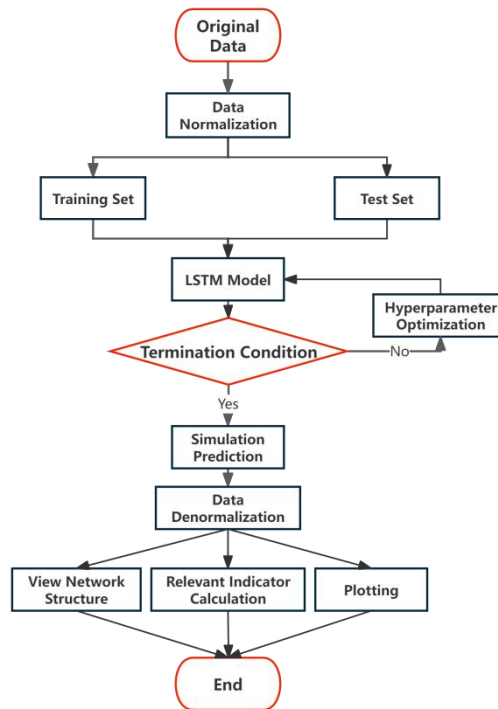 Original
Data
Data
Normalization
Training Set
Test Set
LSTM Model
Hyperparameter
Optimization
Termination Condition
No
Yes
Simulation
Prediction
Data
Denormalization
View Network
Structure
Relevant Indicator
Calculation
Plotting
End